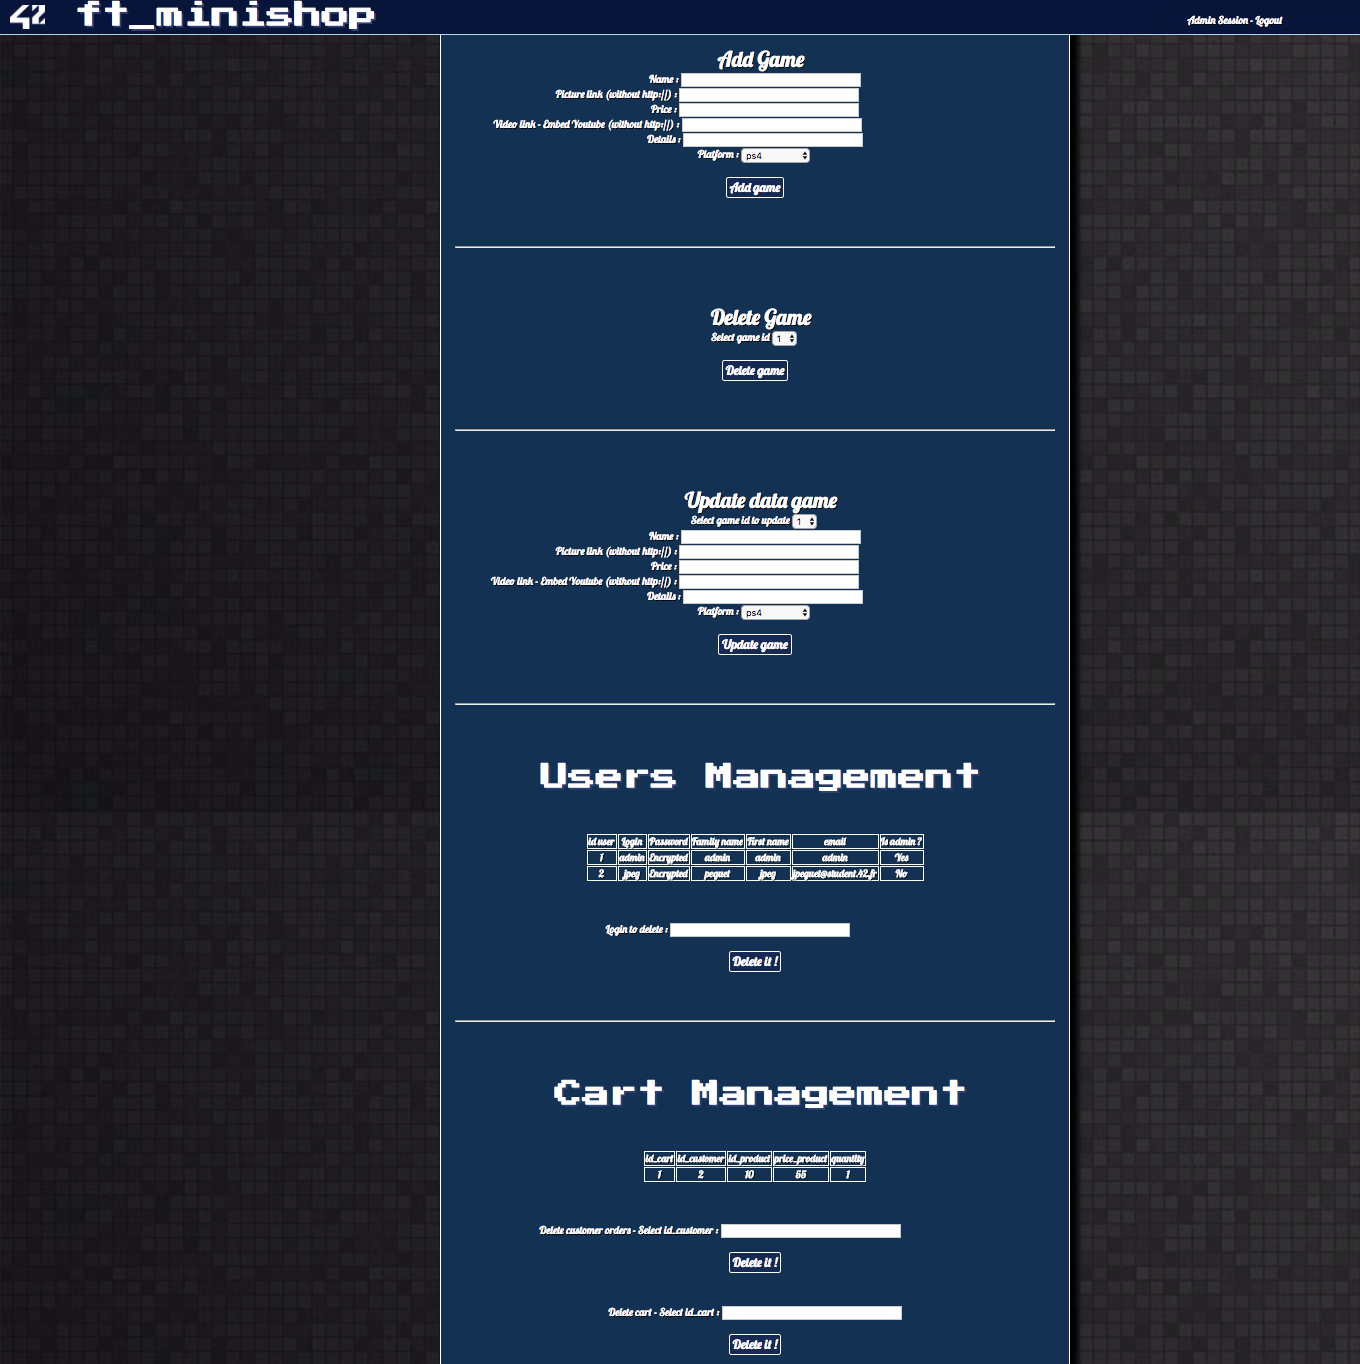 42 ft_minishop
Admin Session - Logout
Add Game
Name :
Picture link (without http://) :
Price :
Video link - Embed Youtube (without http://) :
Details :
Platform : ps4
Add game
Delete Game
Select game id 1
Delete game
Update data game
Select game id to update 1
Name :
Picture link (without http://) :
Price :
Video link - Embed Youtube (without http://) :
Details :
Platform : ps4
Update game
Users Management
id user Login Password Family name First name email Is admin ?
1 admin Encrypted admin admin admin Yes
2 jpeg Encrypted peguet jpeg jpeguet@student.42.fr No
Login to delete :
Delete it !
Cart Management
id_cart id_customer id_product price_product quantity
1 2 10 55 1
Delete customer orders - Select id_customer :
Delete it !
Delete cart - Select id_cart :
Delete it !